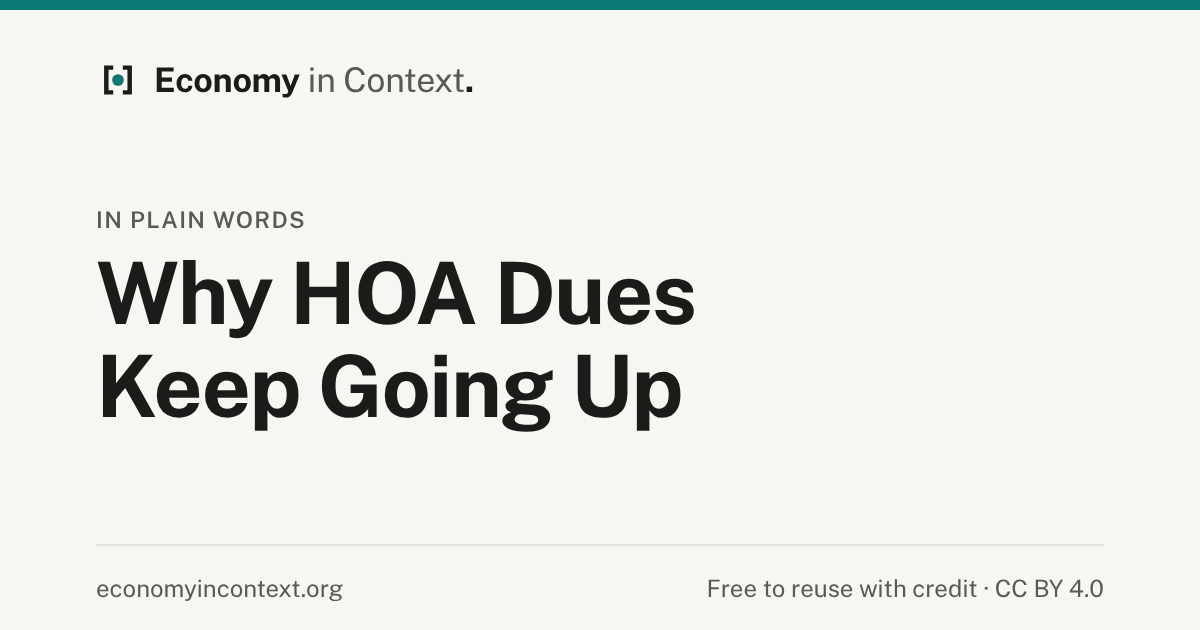 Economy in Context.
IN PLAIN WORDS
Why HOA Dues
Keep Going Up
economyincontext.org
Free to reuse with credit · CC BY 4.0